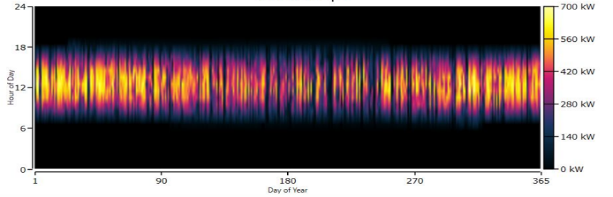 24
18
12
6
0
Hour of Day
1
90
180
270
365
Day of Year
700 kW
560 kW
420 kW
280 kW
140 kW
0 kW